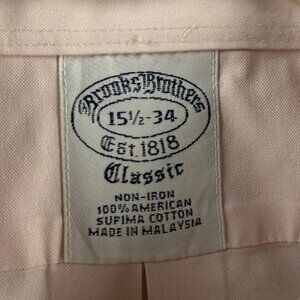 Brooks Brothers
15½-34
Est. 1818
Classic
NON-IRON
100% AMERICAN
SUPIMA COTTON
MADE IN MALAYSIA